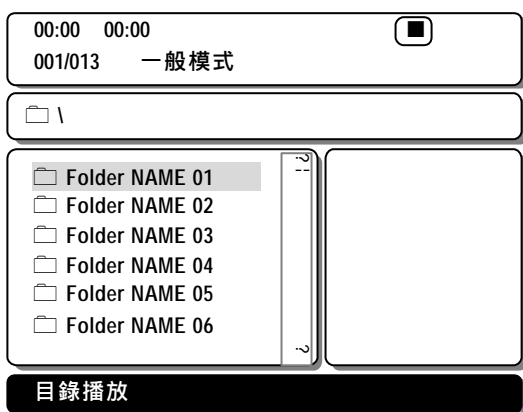 00:00 00:00
001/013 一般模式
\
Folder NAME 01
Folder NAME 02
Folder NAME 03
Folder NAME 04
Folder NAME 05
Folder NAME 06
目錄播放